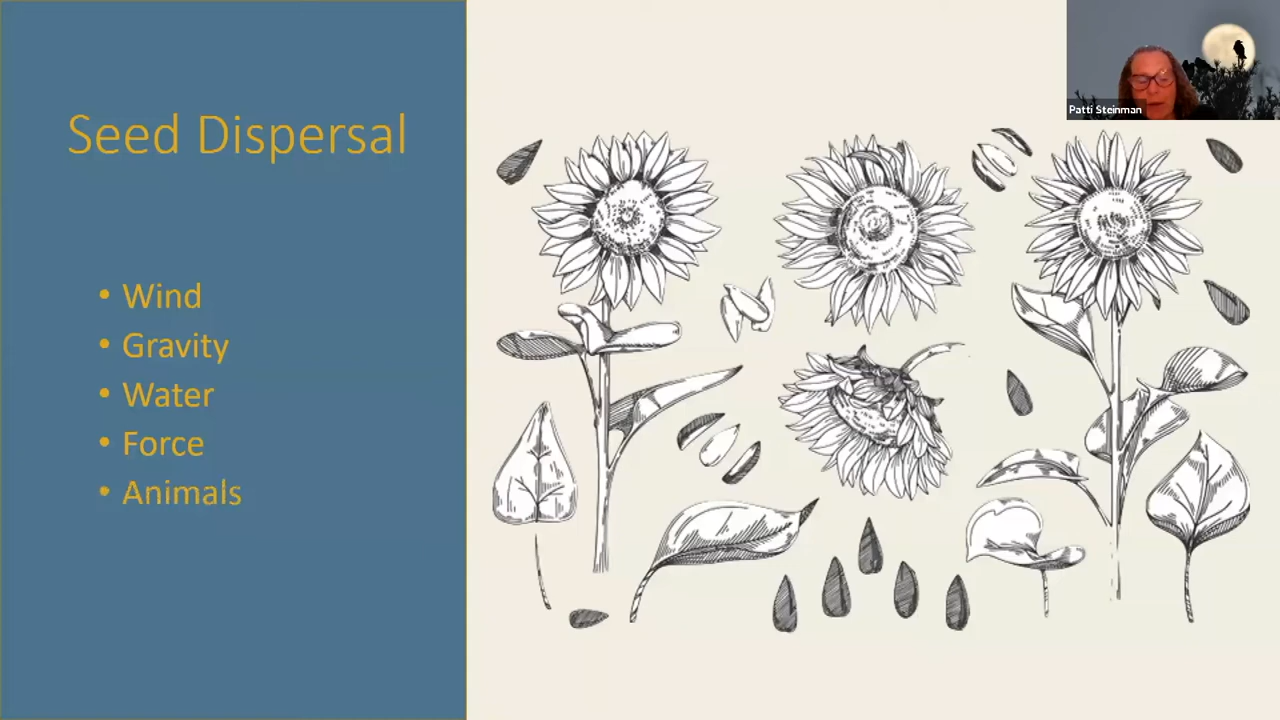 Seed Dispersal
• Wind
• Gravity
• Water
• Force
• Animals
Patti Steinman